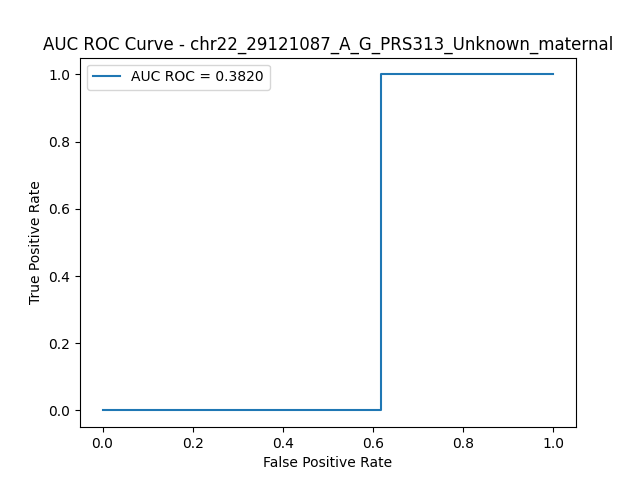 AUC ROC Curve - chr22_29121087_A_G_PRS313_Unknown_maternal
AUC ROC = 0.3820
1.0
0.8
0.6
0.4
0.2
0.0
True Positive Rate
0.0 0.2 0.4 0.6 0.8 1.0
False Positive Rate